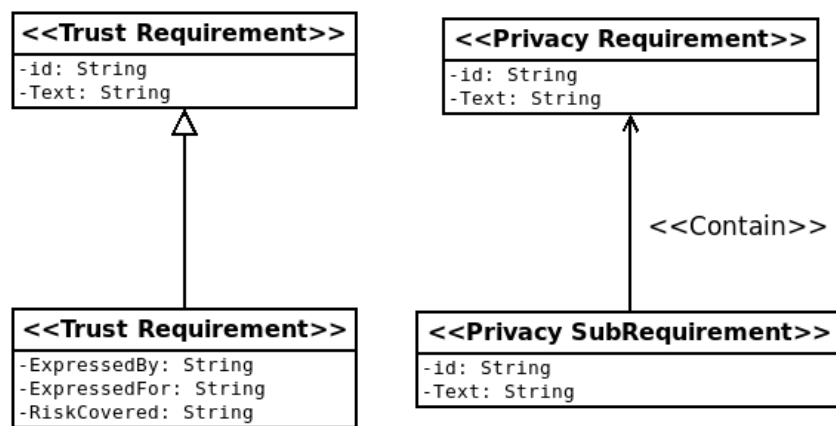 <<Trust Requirement>>
-id: String
-Text: String
<<Privacy Requirement>>
-id: String
-Text: String
<<Contain>>
<<Trust Requirement>>
-ExpressedBy: String
-ExpressedFor: String
-RiskCovered: String
<<Privacy SubRequirement>>
-id: String
-Text: String